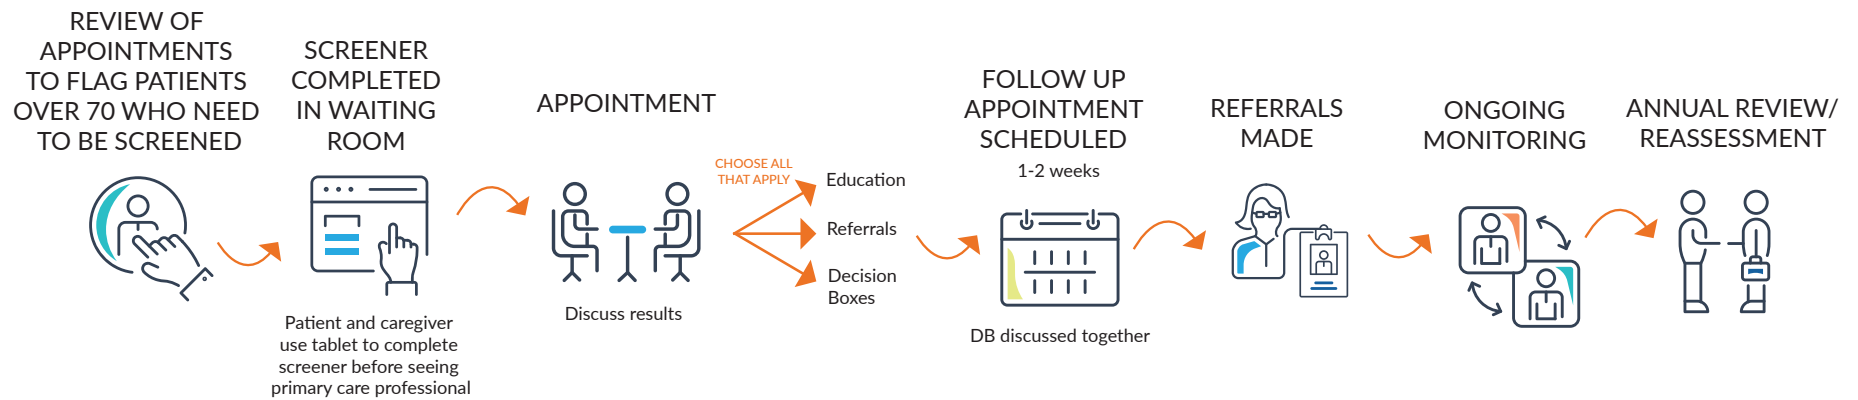 REVIEW OF
APPOINTMENTS
TO FLAG PATIENTS
OVER 70 WHO NEED
TO BE SCREENED
SCREENER
COMPLETED
IN WAITING
ROOM
Patient and caregiver
use tablet to complete
screener before seeing
primary care professional
APPOINTMENT
Discuss results
CHOOSE ALL
THAT APPLY
Education
Referrals
Decision
Boxes
FOLLOW UP
APPOINTMENT
SCHEDULED
1-2 weeks
DB discussed together
REFERRALS
MADE
ONGOING
MONITORING
ANNUAL REVIEW/
REASSESSMENT